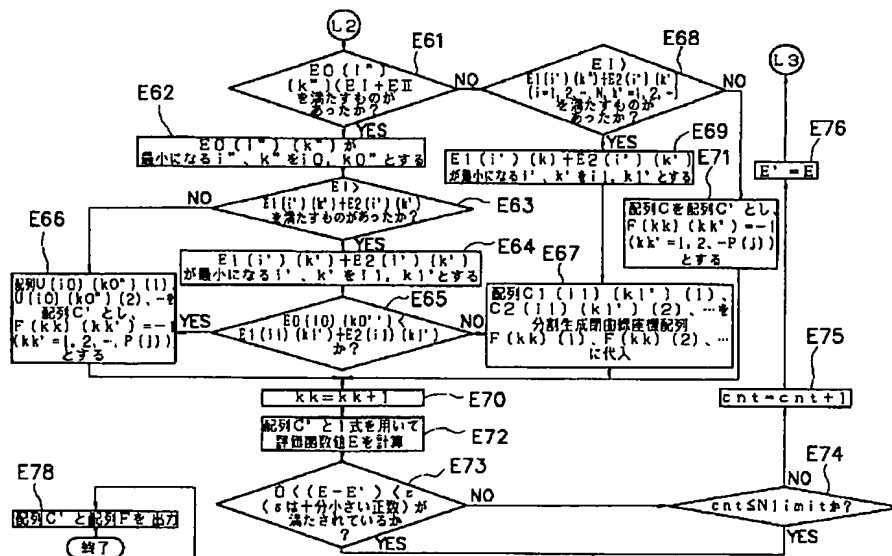 L2
E61
E0(i")
(k")<EI+EII
を満たすものが
あったか?
NO
YES
E68
EI>
E1(i')(k")+E2(i')(k')
(i=1,2,…,N,k'=1,2,…)
を満たすものが
あったか?
NO
YES
L3
E62
E0(i")(k")が
最小になるi"、k"をi0,k0"とする
E69
E1(i')(k)+E2(i')(k')
が最小になるi'、k'をi1,k1'とする
E71
配列Cを配列C'とし、
F(kk)(kk')=-1
(kk'=1,2,…P(j))
とする
E76
E'=E
E63
EI>
E1(i')(k')+E2(i')(k')
を満たすものがあったか?
NO
YES
E64
E1(i')(k')+E2(i')(k')
が最小になるi'、k'をi1,k1'とする
E66
配列U(i0)(k0")(1),
U(i0)(k0")(2)、…を
配列C'とし、
F(kk)(kk')=-1
(kk'=1,2,…,P(j))
とする
E65
E0(i0)(k0'')<
E1(i1)(k1')+E2(i1)(k1')
か?
YES
NO
E67
配列C1(i1)(k1')(1)、
C2(i1)(k1')(2)、…を
分割生成閉曲線座標配列
F(kk)(1)、F(kk)(2)、…
に代入
E70
kk=kk+1
E75
cnt=cnt+1
E72
配列C'と1式を用いて
評価函数値Eを計算
E73
0<(E-E')<ε
(εは十分小さい正数)が
満たされているか
?
NO
YES
E74
cnt≤Nlimitか?
NO
YES
E78
配列C'と配列Fを出力
終了